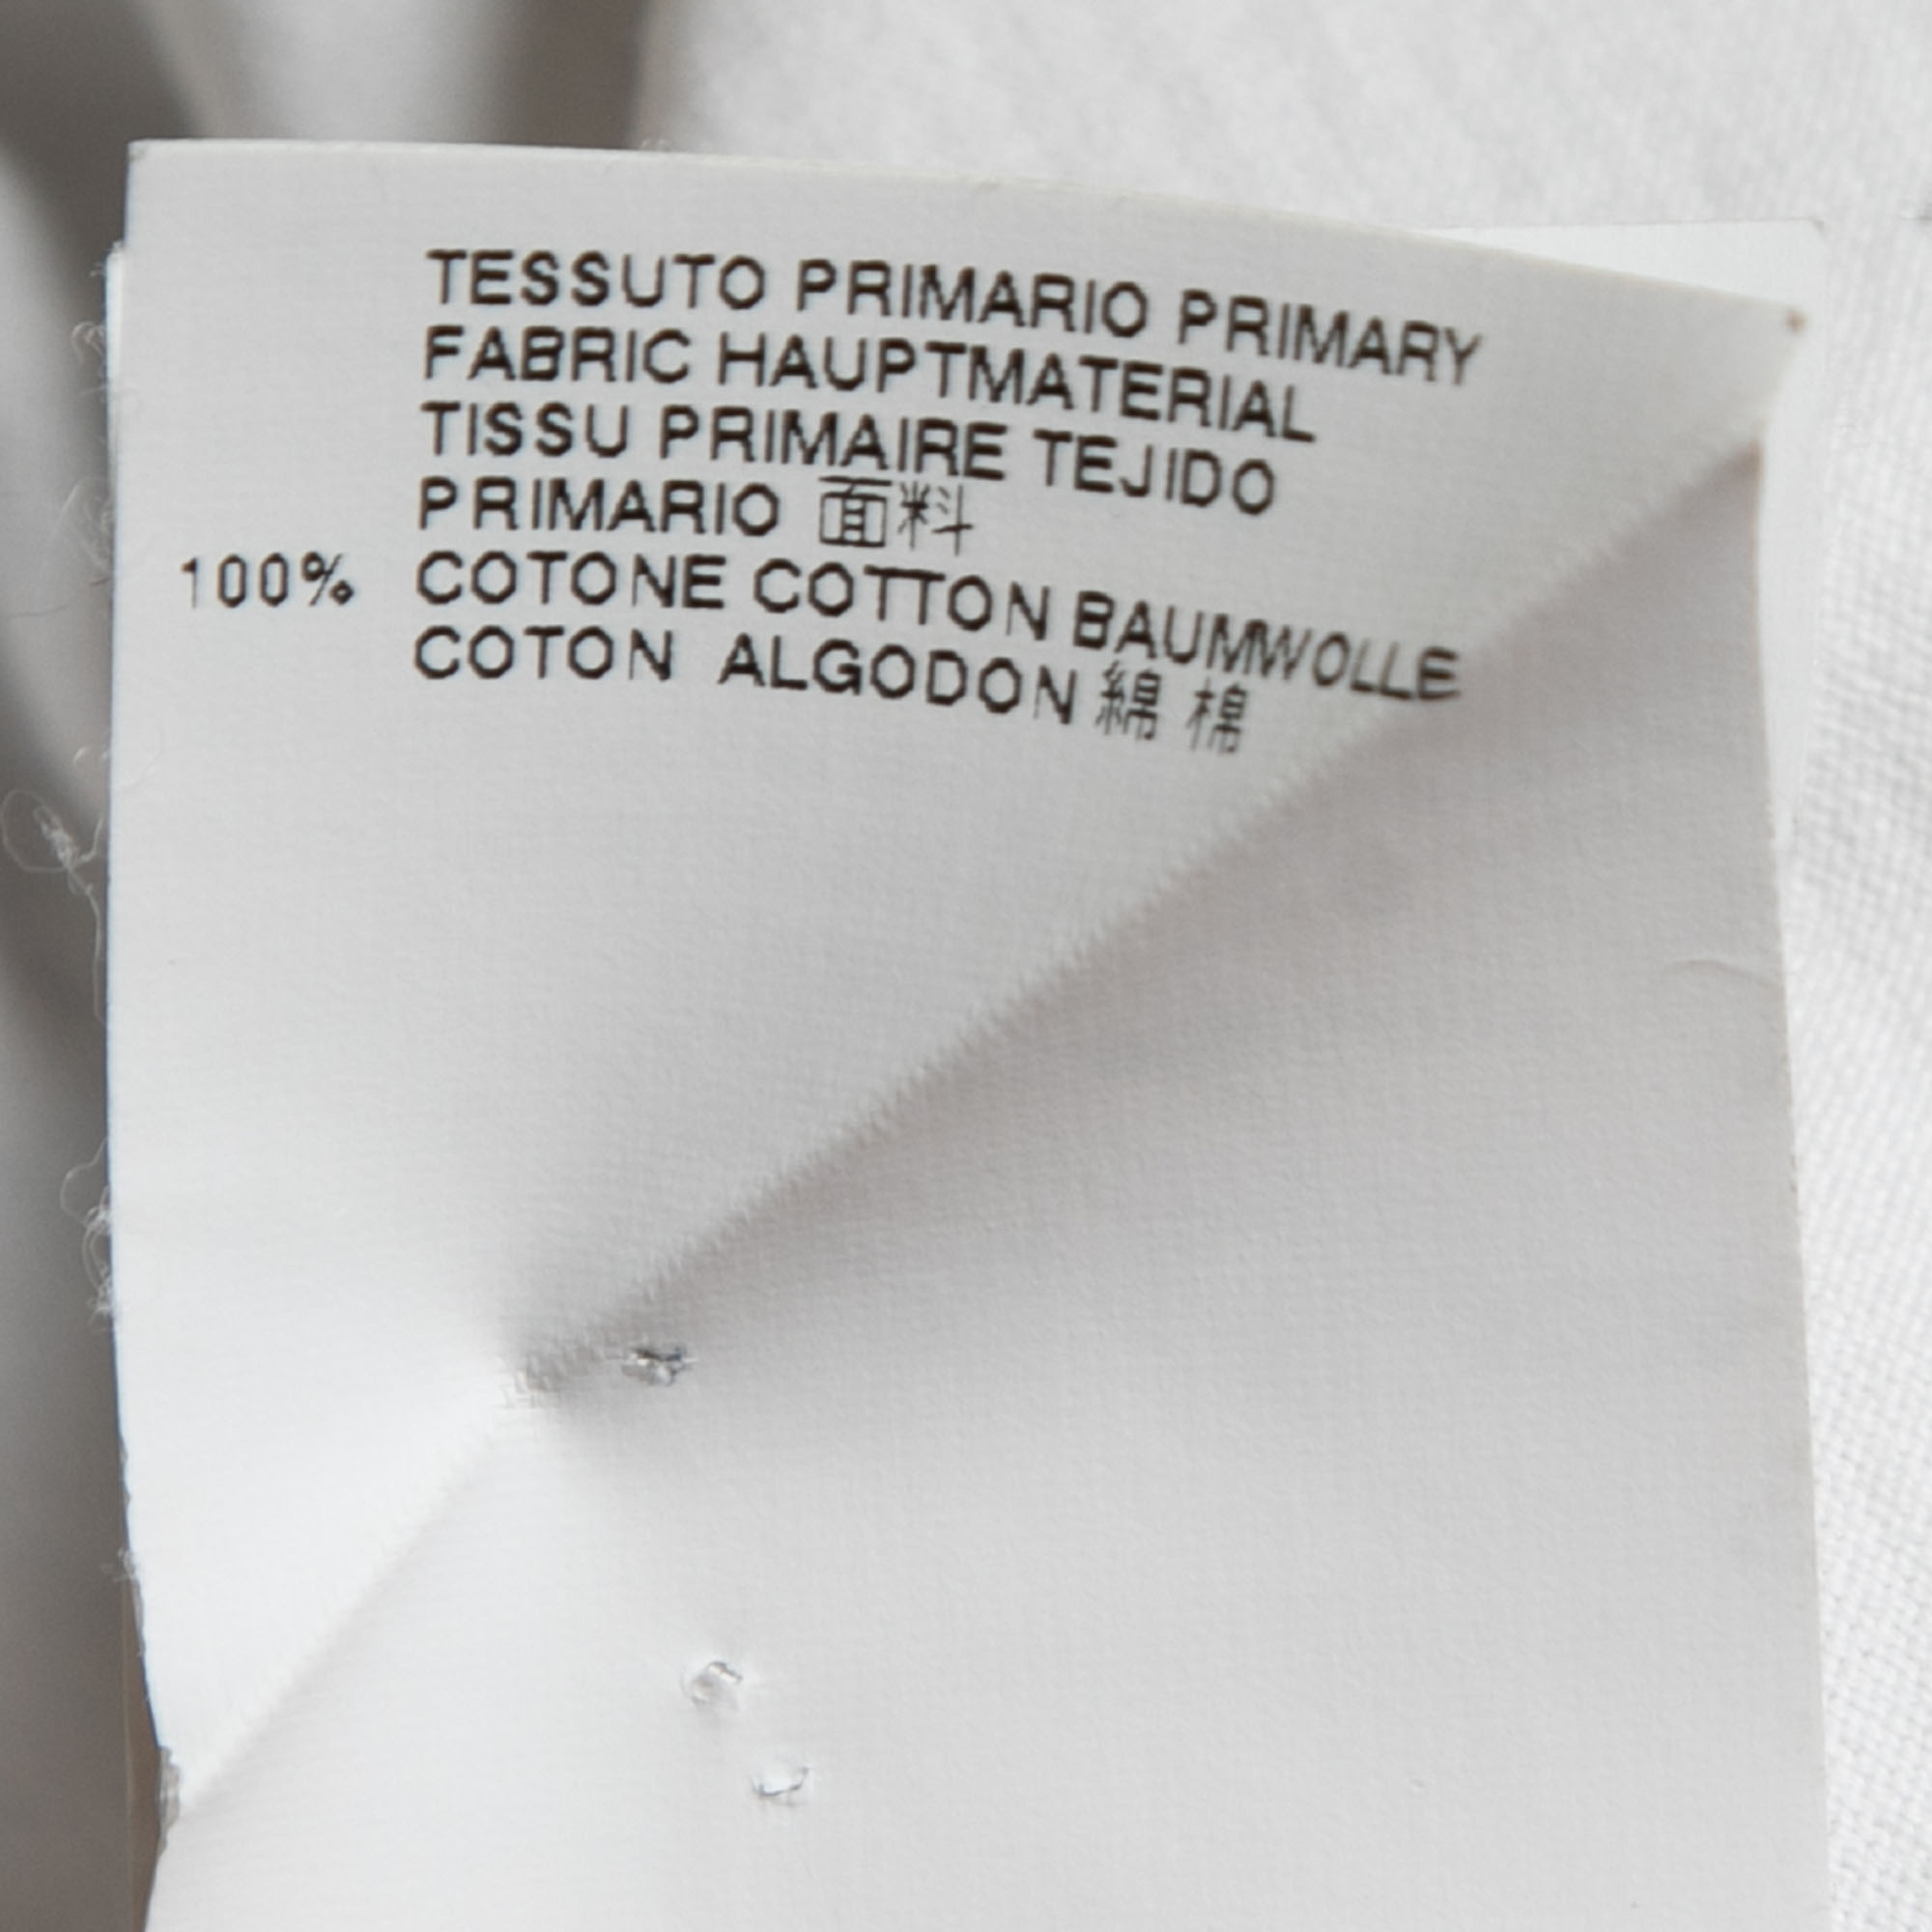 TESSUTO PRIMARIO PRIMARY
FABRIC HAUPTMATERIAL
TISSU PRIMAIRE TEJIDO
PRIMARIO 面料
100% COTONE COTTON BAUMWOLLE
COTON ALGODON 綿 棉